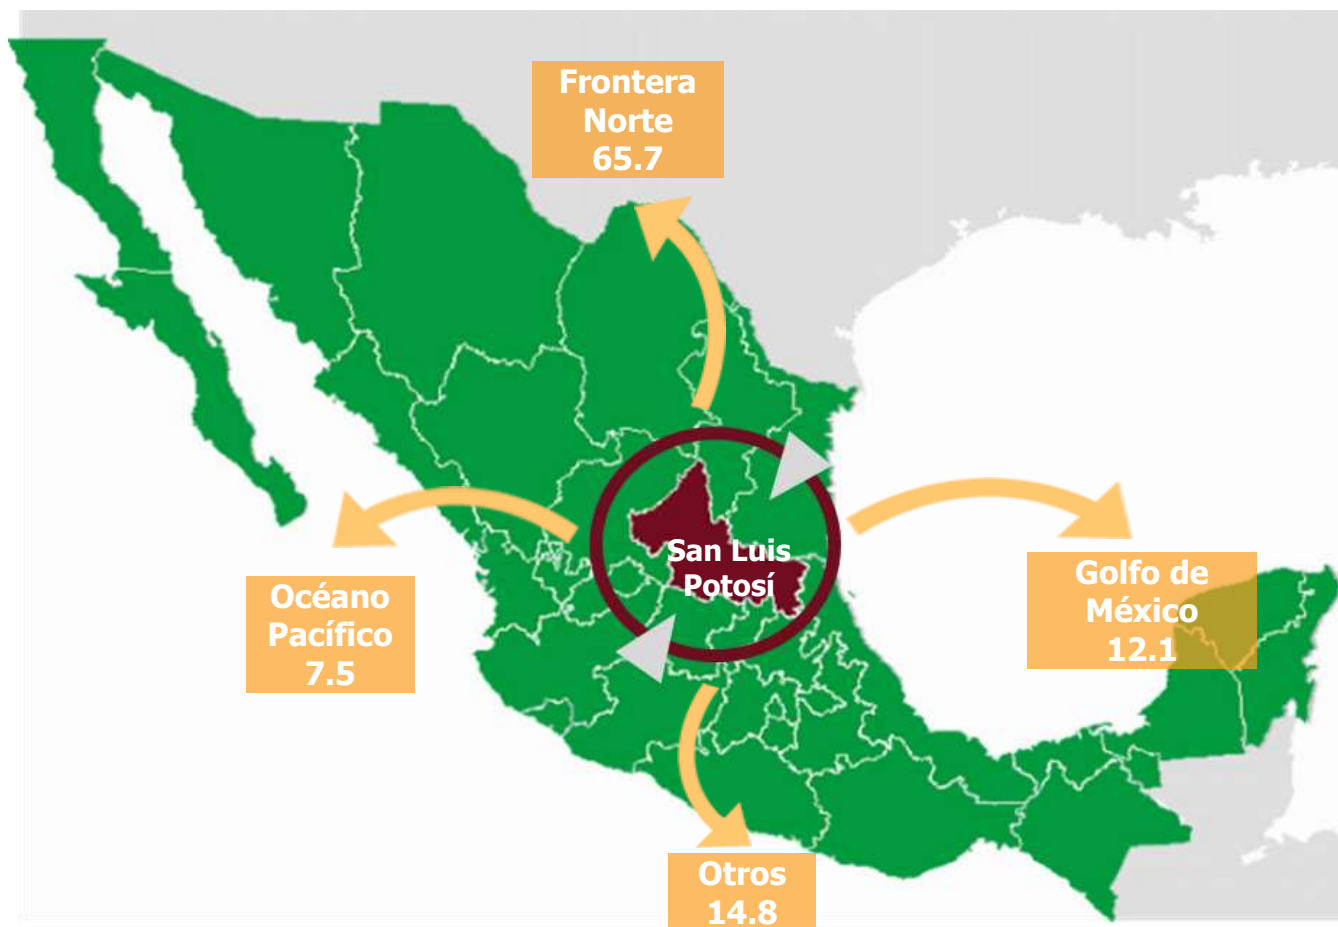 Frontera
Norte
65.7
San Luis
Potosí
Océano
Pacífico
7.5
Golfo de
México
12.1
Otros
14.8